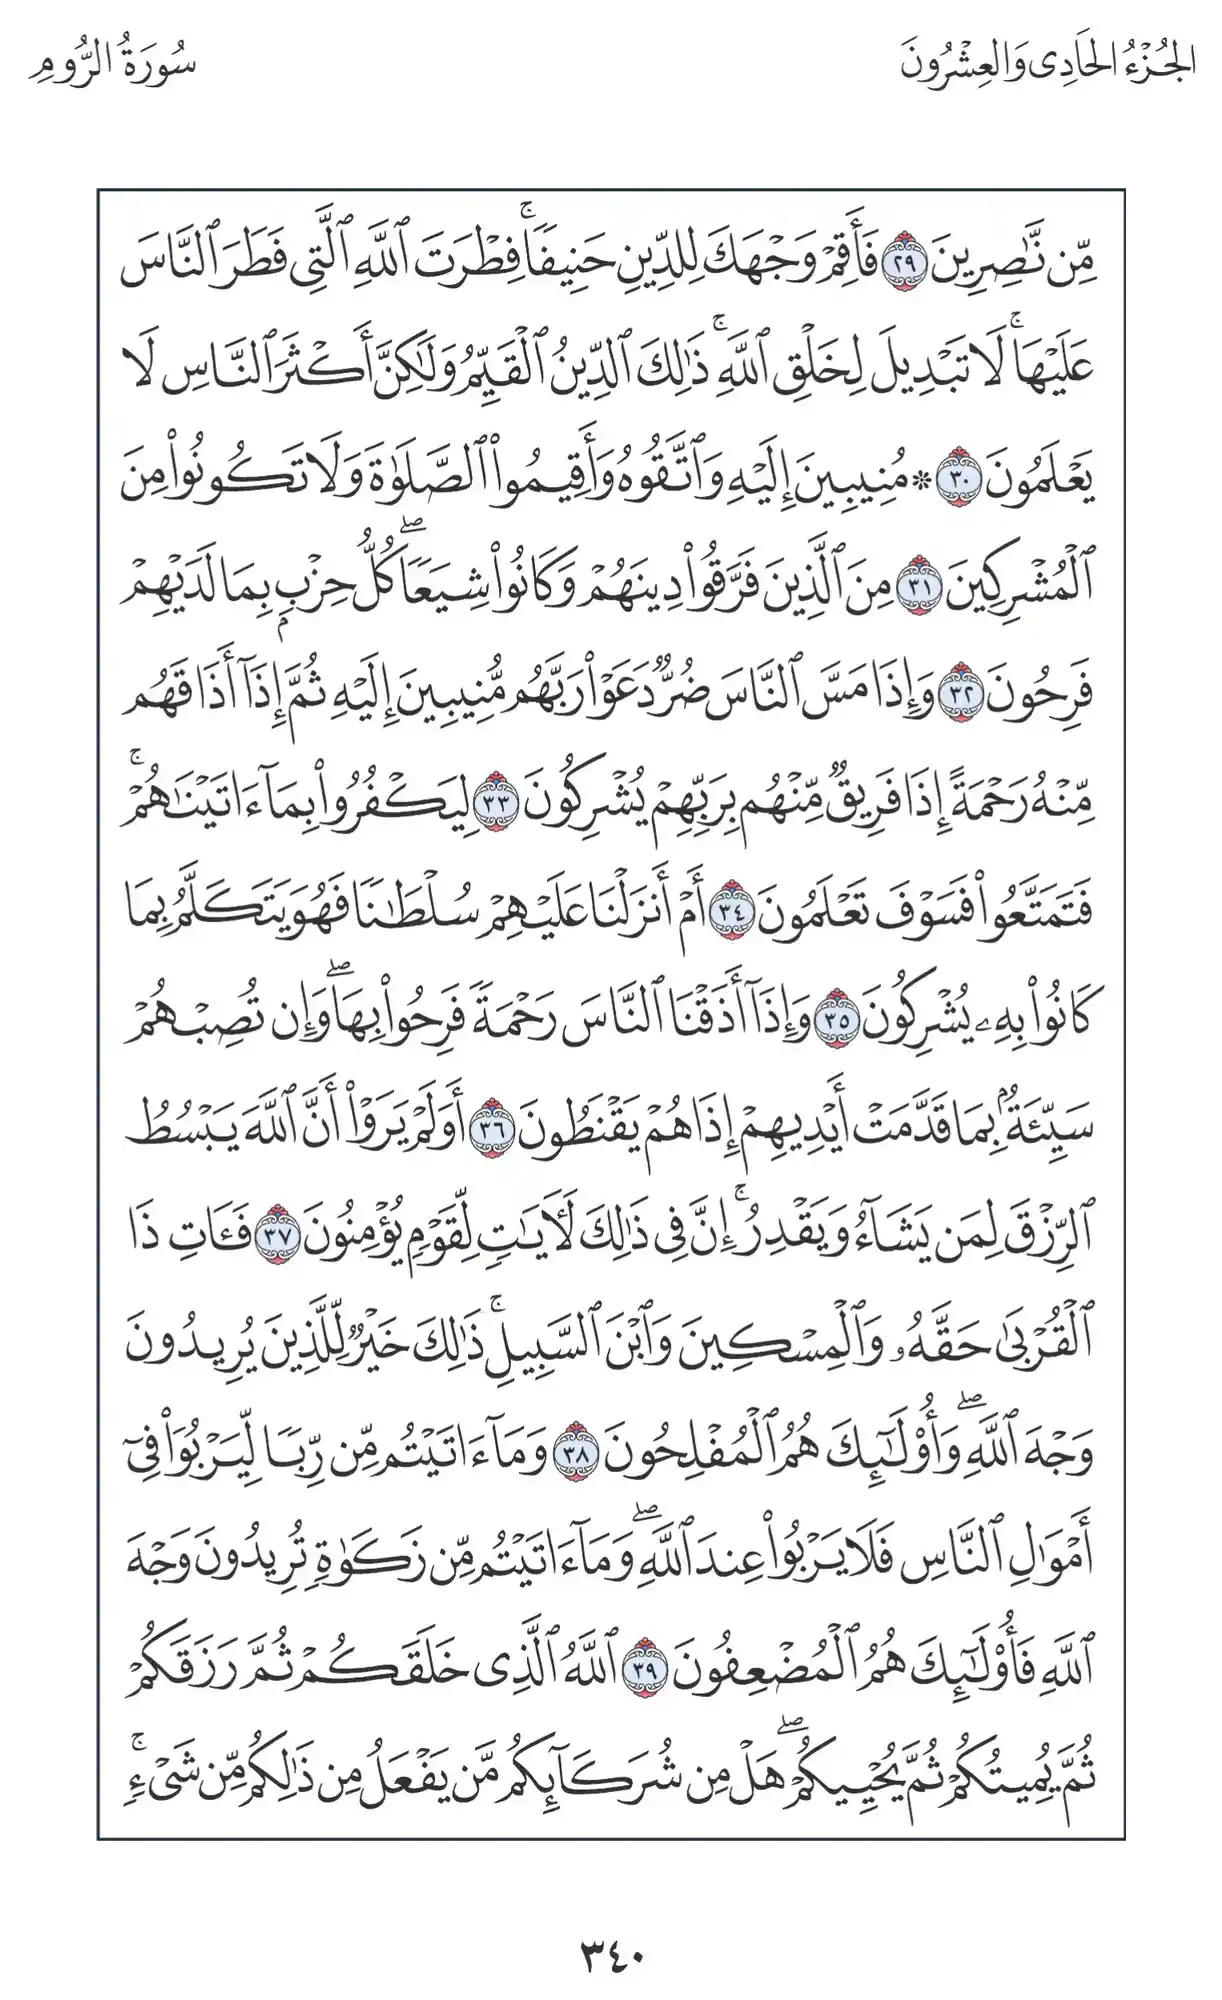 الجُزْءُ الحَادِى وَالعِشْرُونَ
سُورَةُ الرُّومِ
مِّن نَّٰصِرِينَ ٢٩ فَأَقِمْ وَجْهَكَ لِلدِّينِ حَنِيفًاۚ فِطْرَتَ ٱللَّهِ ٱلَّتِى فَطَرَ ٱلنَّاسَ
عَلَيْهَاۚ لَا تَبْدِيلَ لِخَلْقِ ٱللَّهِۚ ذَٰلِكَ ٱلدِّينُ ٱلْقَيِّمُ وَلَٰكِنَّ أَكْثَرَ ٱلنَّاسِ لَا
يَعْلَمُونَ ٣٠ ۞ مُنِيبِينَ إِلَيْهِ وَٱتَّقُوهُ وَأَقِيمُوا۟ ٱلصَّلَوٰةَ وَلَا تَكُونُوا۟ مِنَ
ٱلْمُشْرِكِينَ ٣١ مِنَ ٱلَّذِينَ فَرَّقُوا۟ دِينَهُمْ وَكَانُوا۟ شِيَعًاۖ كُلُّ حِزْبٍۭ بِمَا لَدَيْهِمْ
فَرِحُونَ ٣٢ وَإِذَا مَسَّ ٱلنَّاسَ ضُرٌّ دَعَوْا۟ رَبَّهُم مُّنِيبِينَ إِلَيْهِ ثُمَّ إِذَآ أَذَاقَهُم
مِّنْهُ رَحْمَةً إِذَا فَرِيقٌ مِّنْهُم بِرَبِّهِمْ يُشْرِكُونَ ٣٣ لِيَكْفُرُوا۟ بِمَآ ءَاتَيْنَٰهُمْۚ
فَتَمَتَّعُوا۟ فَسَوْفَ تَعْلَمُونَ ٣٤ أَمْ أَنزَلْنَا عَلَيْهِمْ سُلْطَٰنًا فَهُوَ يَتَكَلَّمُ بِمَا
كَانُوا۟ بِهِۦ يُشْرِكُونَ ٣٥ وَإِذَآ أَذَقْنَا ٱلنَّاسَ رَحْمَةً فَرِحُوا۟ بِهَاۖ وَإِن تُصِبْهُمْ
سَيِّئَةٌۢ بِمَا قَدَّمَتْ أَيْدِيهِمْ إِذَا هُمْ يَقْنَطُونَ ٣٦ أَوَلَمْ يَرَوْا۟ أَنَّ ٱللَّهَ يَبْسُطُ
ٱلرِّزْقَ لِمَن يَشَآءُ وَيَقْدِرُۚ إِنَّ فِى ذَٰلِكَ لَءَايَٰتٍ لِّقَوْمٍ يُؤْمِنُونَ ٣٧ فَـَٔاتِ ذَا
ٱلْقُرْبَىٰ حَقَّهُۥ وَٱلْمِسْكِينَ وَٱبْنَ ٱلسَّبِيلِۚ ذَٰلِكَ خَيْرٌ لِّلَّذِينَ يُرِيدُونَ
وَجْهَ ٱللَّهِۖ وَأُو۟لَٰٓئِكَ هُمُ ٱلْمُفْلِحُونَ ٣٨ وَمَآ ءَاتَيْتُم مِّن رِّبًا لِّيَرْبُوَا۟ فِىٓ
أَمْوَٰلِ ٱلنَّاسِ فَلَا يَرْبُوا۟ عِندَ ٱللَّهِۖ وَمَآ ءَاتَيْتُم مِّن زَكَوٰةٍ تُرِيدُونَ وَجْهَ
ٱللَّهِ فَأُو۟لَٰٓئِكَ هُمُ ٱلْمُضْعِفُونَ ٣٩ ٱللَّهُ ٱلَّذِى خَلَقَكُمْ ثُمَّ رَزَقَكُمْ
ثُمَّ يُمِيتُكُمْ ثُمَّ يُحْيِيكُمْۖ هَلْ مِن شُرَكَآئِكُم مَّن يَفْعَلُ مِن ذَٰلِكُم مِّن شَىْءٍۚ
٣٤٠